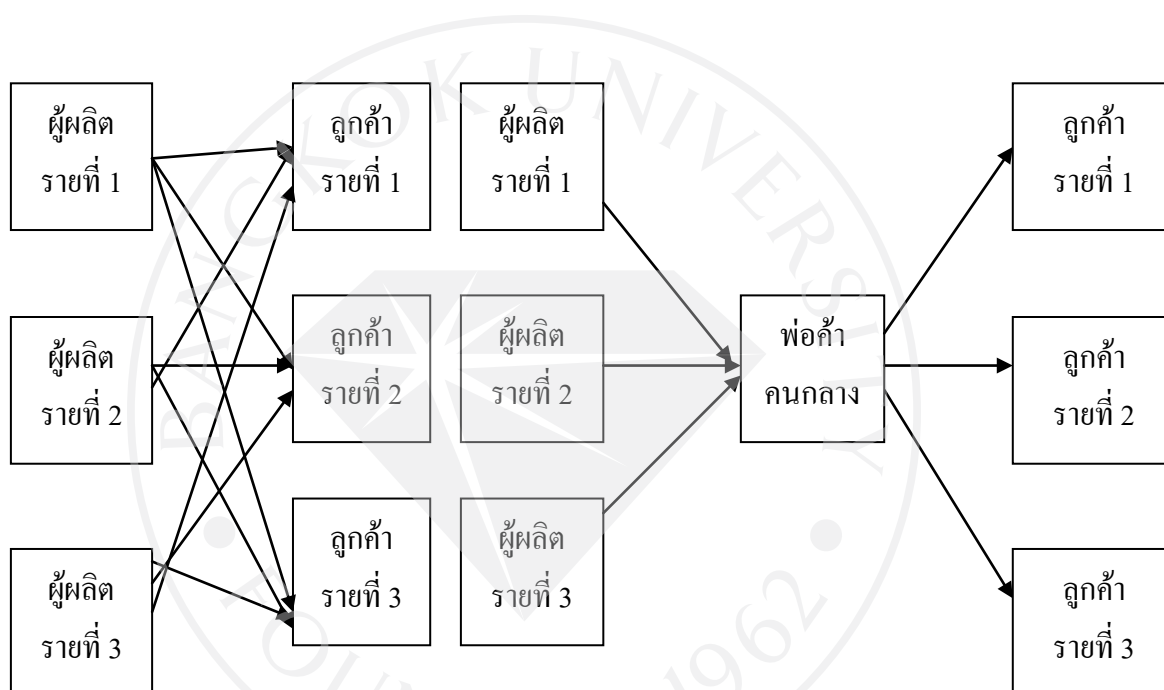 ผู้ผลิต
รายที่ 1
ลูกค้า
รายที่ 1
ผู้ผลิต
รายที่ 1
ลูกค้า
รายที่ 1
ผู้ผลิต
รายที่ 2
ลูกค้า
รายที่ 2
ผู้ผลิต
รายที่ 2
พ่อค้า
คนกลาง
ลูกค้า
รายที่ 2
ผู้ผลิต
รายที่ 3
ลูกค้า
รายที่ 3
ผู้ผลิต
รายที่ 3
ลูกค้า
รายที่ 3
BANGKOK UNIVERSITY
1962